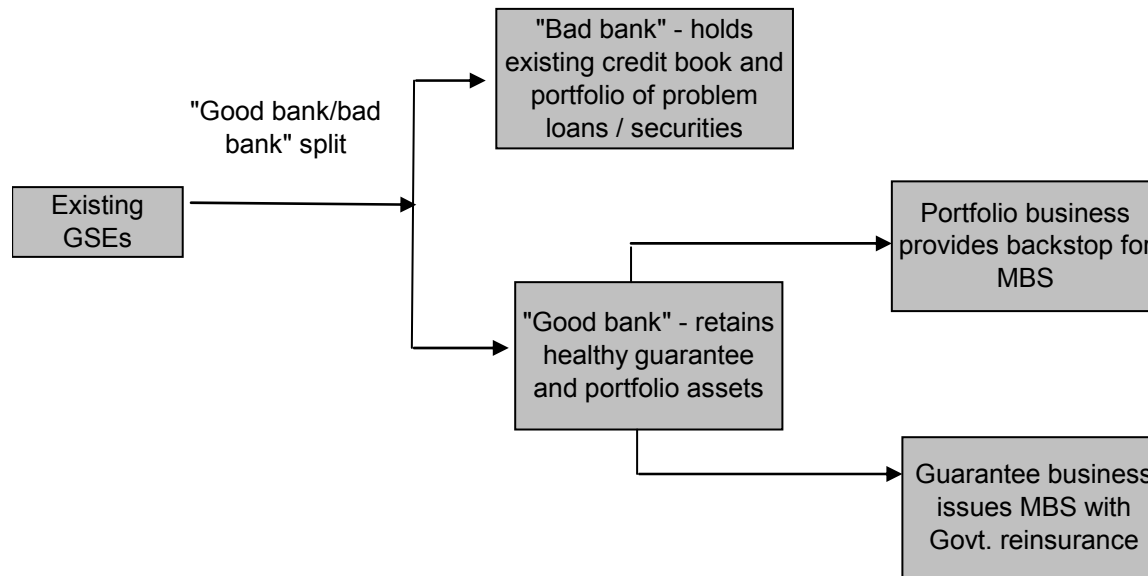 "Bad bank" - holds
existing credit book and
portfolio of problem
loans / securities
"Good bank/bad
bank" split
Existing
GSEs
Portfolio business
provides backstop for
MBS
"Good bank" - retains
healthy guarantee
and portfolio assets
Guarantee business
issues MBS with
Govt. reinsurance